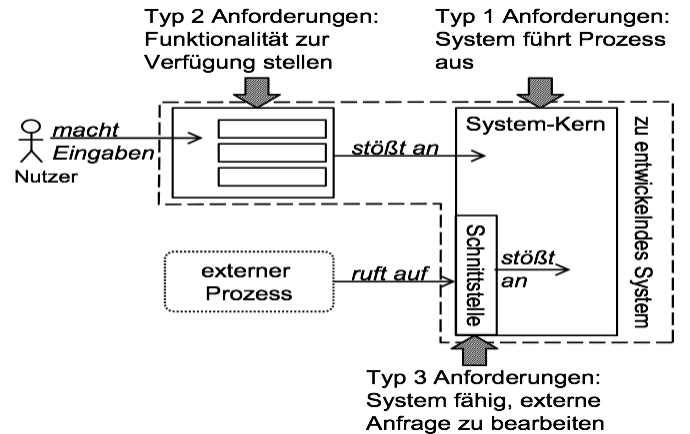 Typ 2 Anforderungen:
Funktionalität zur
Verfügung stellen
Typ 1 Anforderungen:
System führt Prozess
aus
macht
Eingaben
Nutzer
stößt an
System-Kern
zu entwickelndes System
externer
Prozess
ruft auf
Schnittstelle
stößt
an
Typ 3 Anforderungen:
System fähig, externe
Anfrage zu bearbeiten